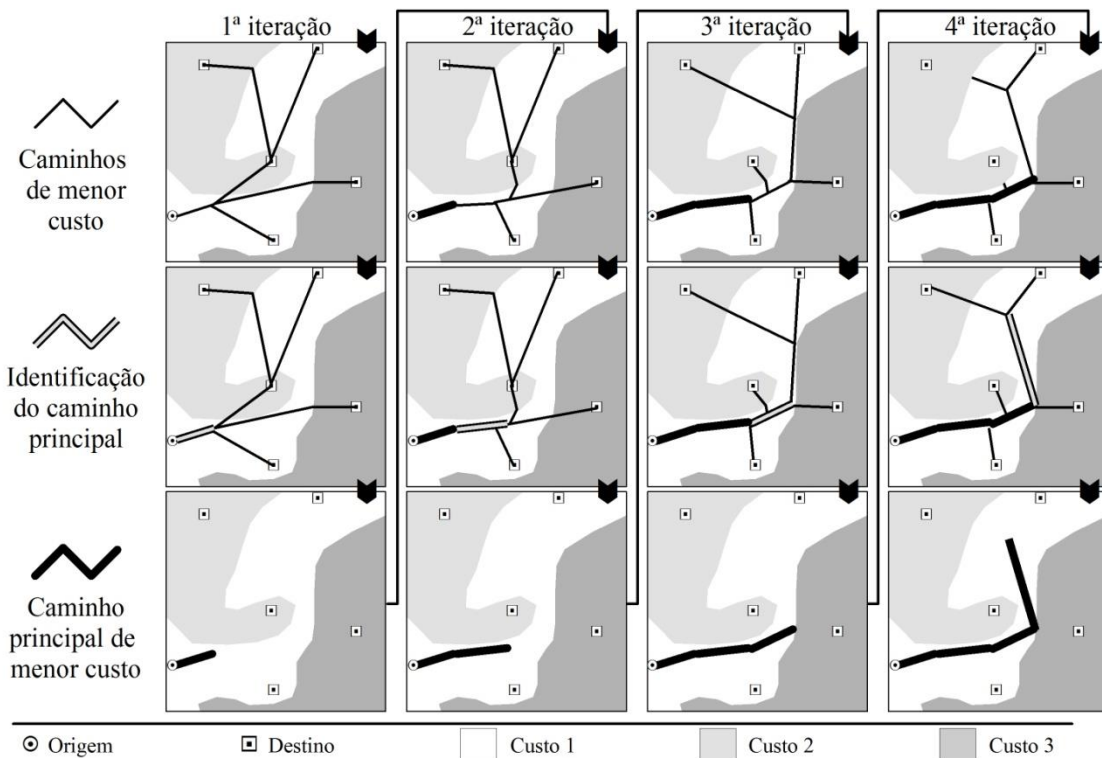 1ª iteração
2ª iteração
3ª iteração
4ª iteração
Caminhos
de menor
custo
Identificação
do caminho
principal
Caminho
principal de
menor custo
Origem
Destino
Custo 1
Custo 2
Custo 3